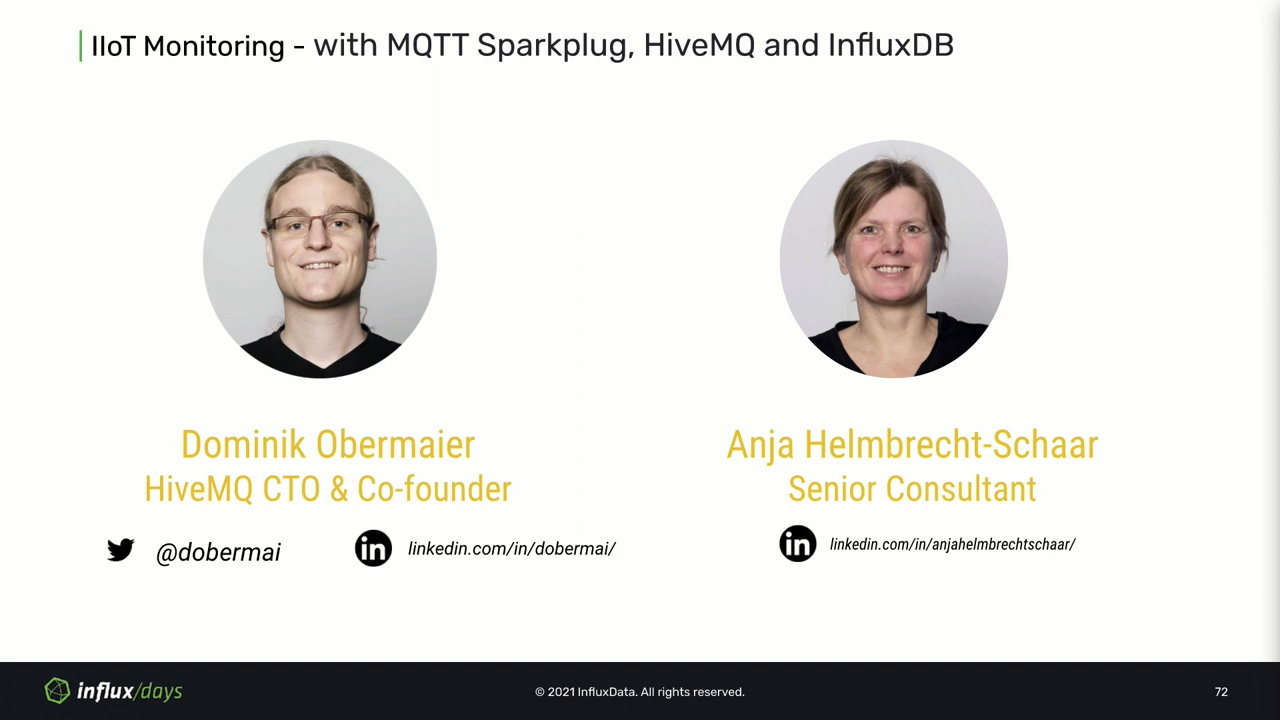 IIoT Monitoring - with MQTT Sparkplug, HiveMQ and InfluxDB
Dominik Obermaier
HiveMQ CTO & Co-founder
@dobermai
linkedin.com/in/dobermai/
Anja Helmbrecht-Schaar
Senior Consultant
linkedin.com/in/anjahelmbrechtschaar/
influx/days
© 2021 InfluxData. All rights reserved.
72